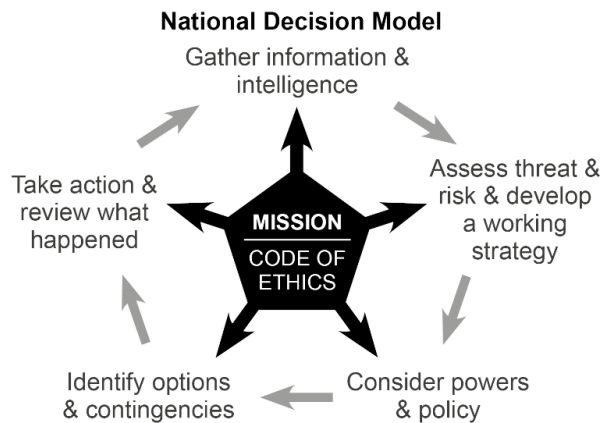 National Decision Model
Gather information &
intelligence
Assess threat &
risk & develop
a working
strategy
Consider powers
& policy
Identify options
& contingencies
Take action &
review what
happened
MISSION
CODE OF
ETHICS